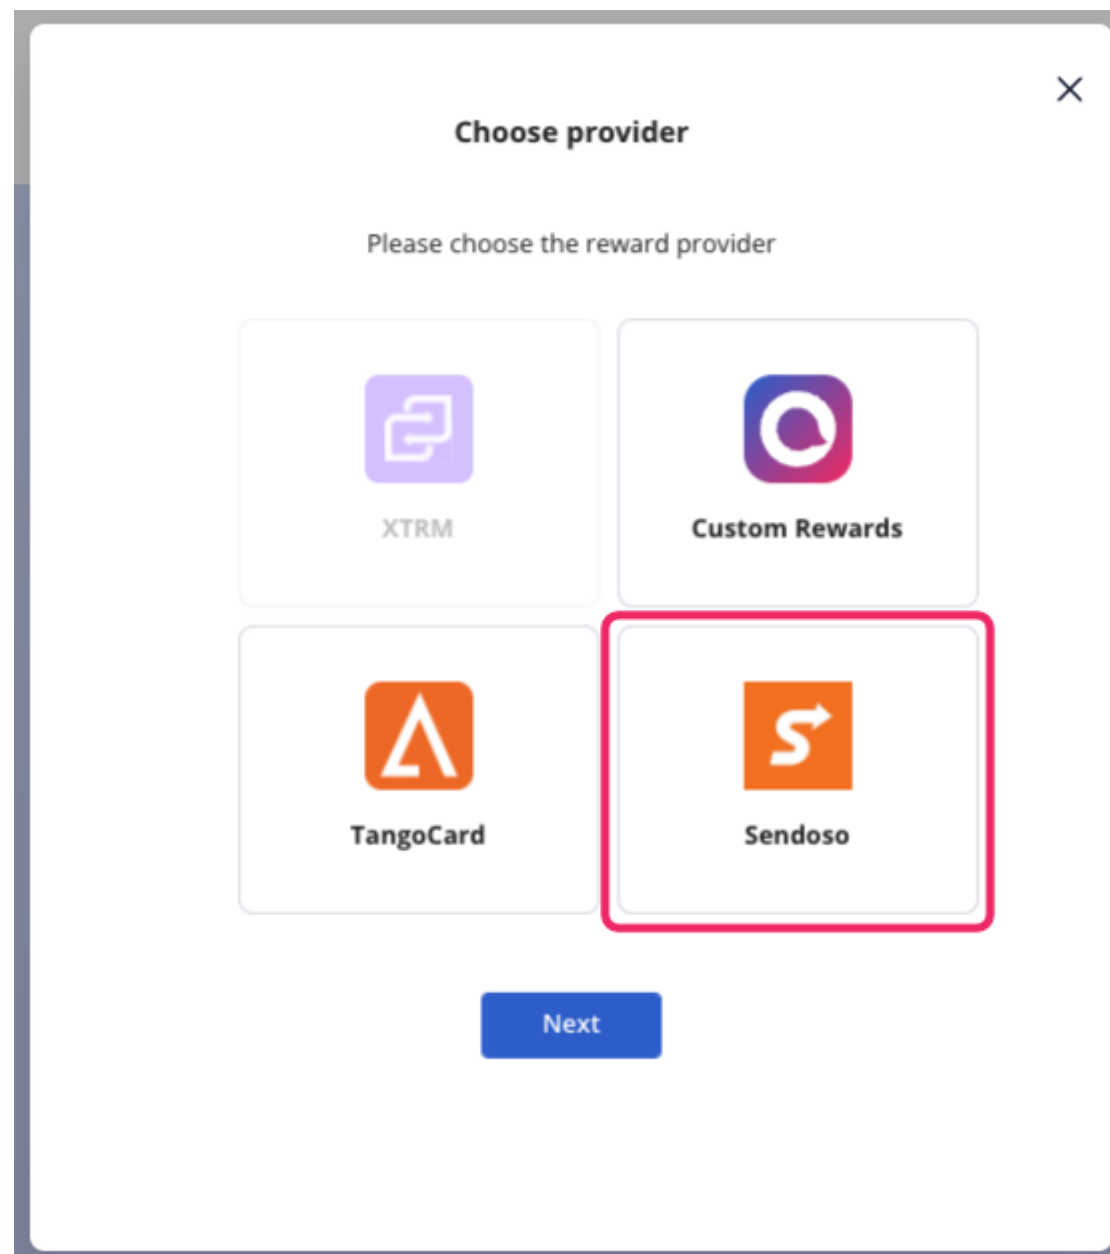 Choose provider
Please choose the reward provider
XTRM
Custom Rewards
TangoCard
Sendoso
Next